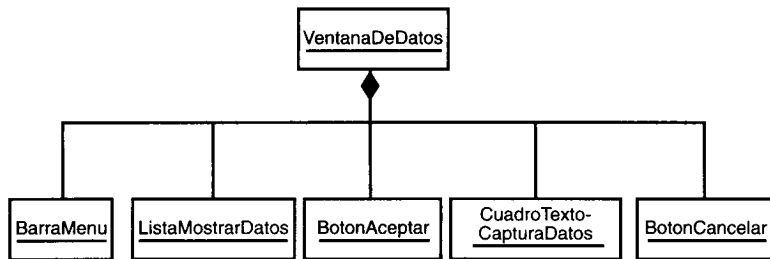 VentanaDeDatos
BarraMenu
ListaMostrarDatos
BotonAceptar
CuadroTexto-
CapturaDatos
BotonCancelar